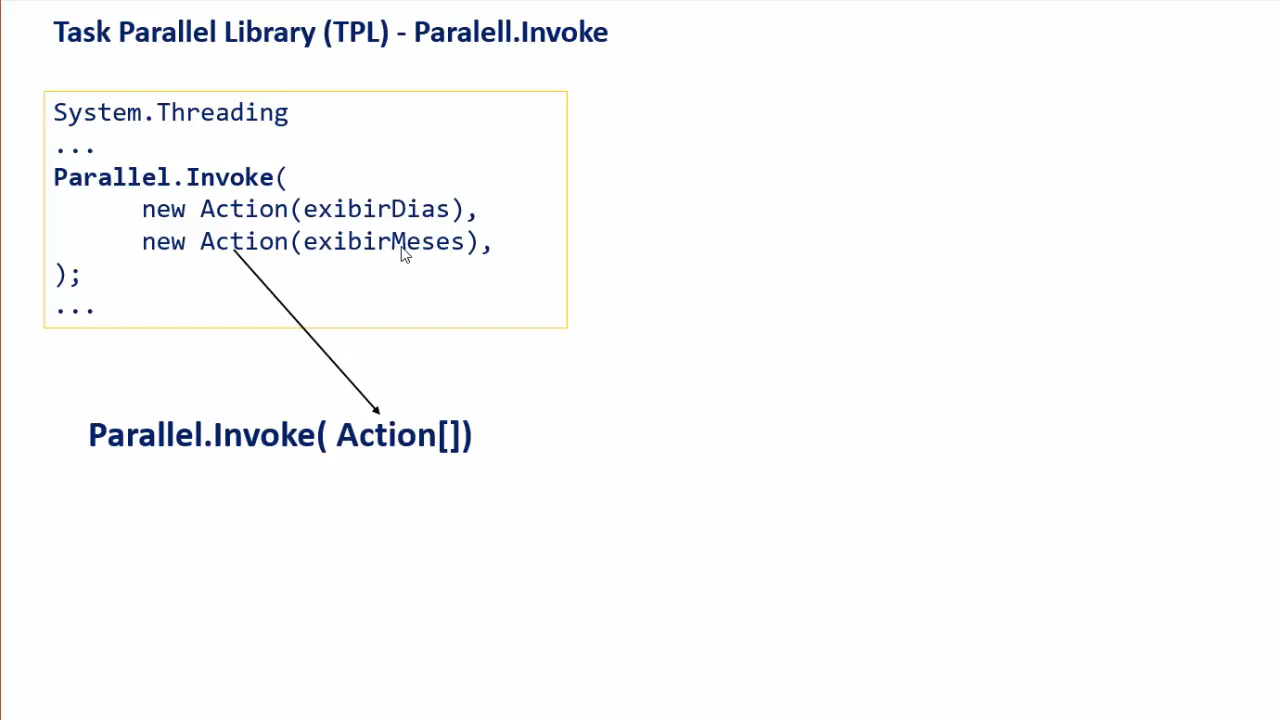 Task Parallel Library (TPL) - Paralell.Invoke
System.Threading
...
Parallel.Invoke(
new Action(exibirDias),
new Action(exibirMeses),
);
...
Parallel.Invoke( Action[])